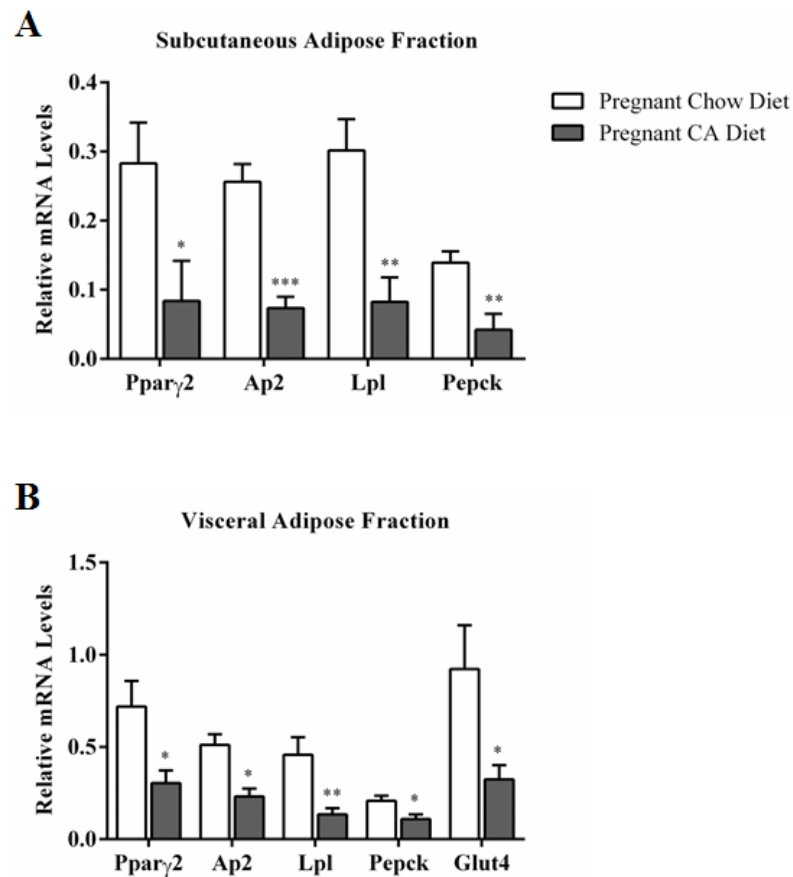 A
Subcutaneous Adipose Fraction
Relative mRNA Levels
0.4
0.3
0.2
0.1
0.0
*
***
**
**
Pparγ2 Ap2 Lpl Pepck
Pregnant Chow Diet
Pregnant CA Diet
B
Visceral Adipose Fraction
Relative mRNA Levels
1.5
1.0
0.5
0.0
*
*
**
*
*
Pparγ2 Ap2 Lpl Pepck Glut4